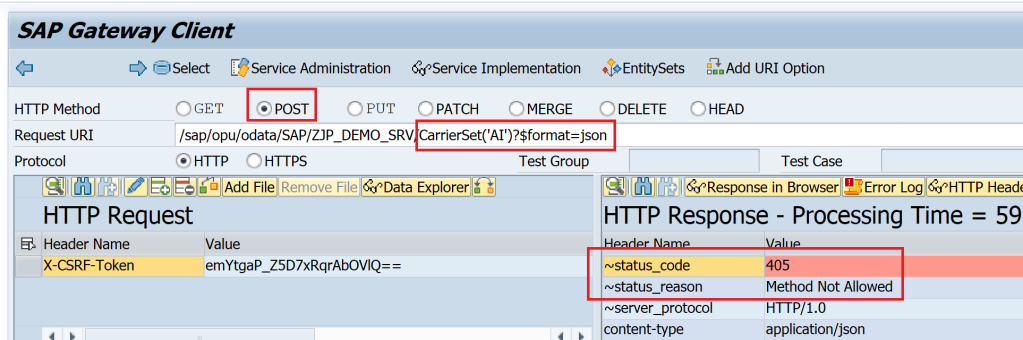 SAP Gateway Client
Select Service Administration Service Implementation EntitySets Add URI Option
HTTP Method GET POST PUT PATCH MERGE DELETE HEAD
Request URI /sap/opu/odata/SAP/ZJP_DEMO_SRV/CarrierSet('AI')?$format=json
Protocol HTTP HTTPS Test Group Test Case
Add File Remove File Data Explorer Response in Browser Error Log HTTP Heade
HTTP Request HTTP Response - Processing Time = 59
Header Name Value Header Name Value
X-CSRF-Token emYtgaP_Z5D7xRqrAbOVlQ== ~status_code 405
~status_reason Method Not Allowed
~server_protocol HTTP/1.0
content-type application/json